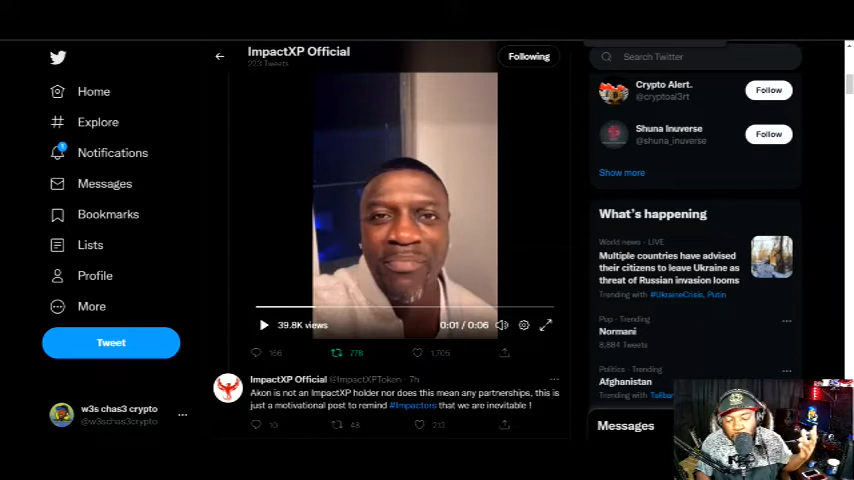 Home
Explore
1
Notifications
Messages
Bookmarks
Lists
Profile
More
Tweet
w3s chas3 crypto
@w3schas3crypto
ImpactXP Official
223 Tweets
Following
39.8K views
0:01 / 0:06
166
778
1,705
ImpactXP Official @ImpactXPToken · 7h
Akon is not an ImpactXP holder nor does this mean any partnerships, this is
just a motivational post to remind #Impactors that we are inevitable !
10
48
213
Search Twitter
Crypto Alert.
@cryptoal3rt
Follow
Shuna Inuverse
@shuna_inuverse
Follow
Show more
What's happening
World news · LIVE
Multiple countries have advised
their citizens to leave Ukraine as
threat of Russian invasion looms
Trending with #UkraineCrisis, Putin
Pop · Trending
Normani
8,884 Tweets
Politics · Trending
Afghanistan
Trending with Taliban
Messages